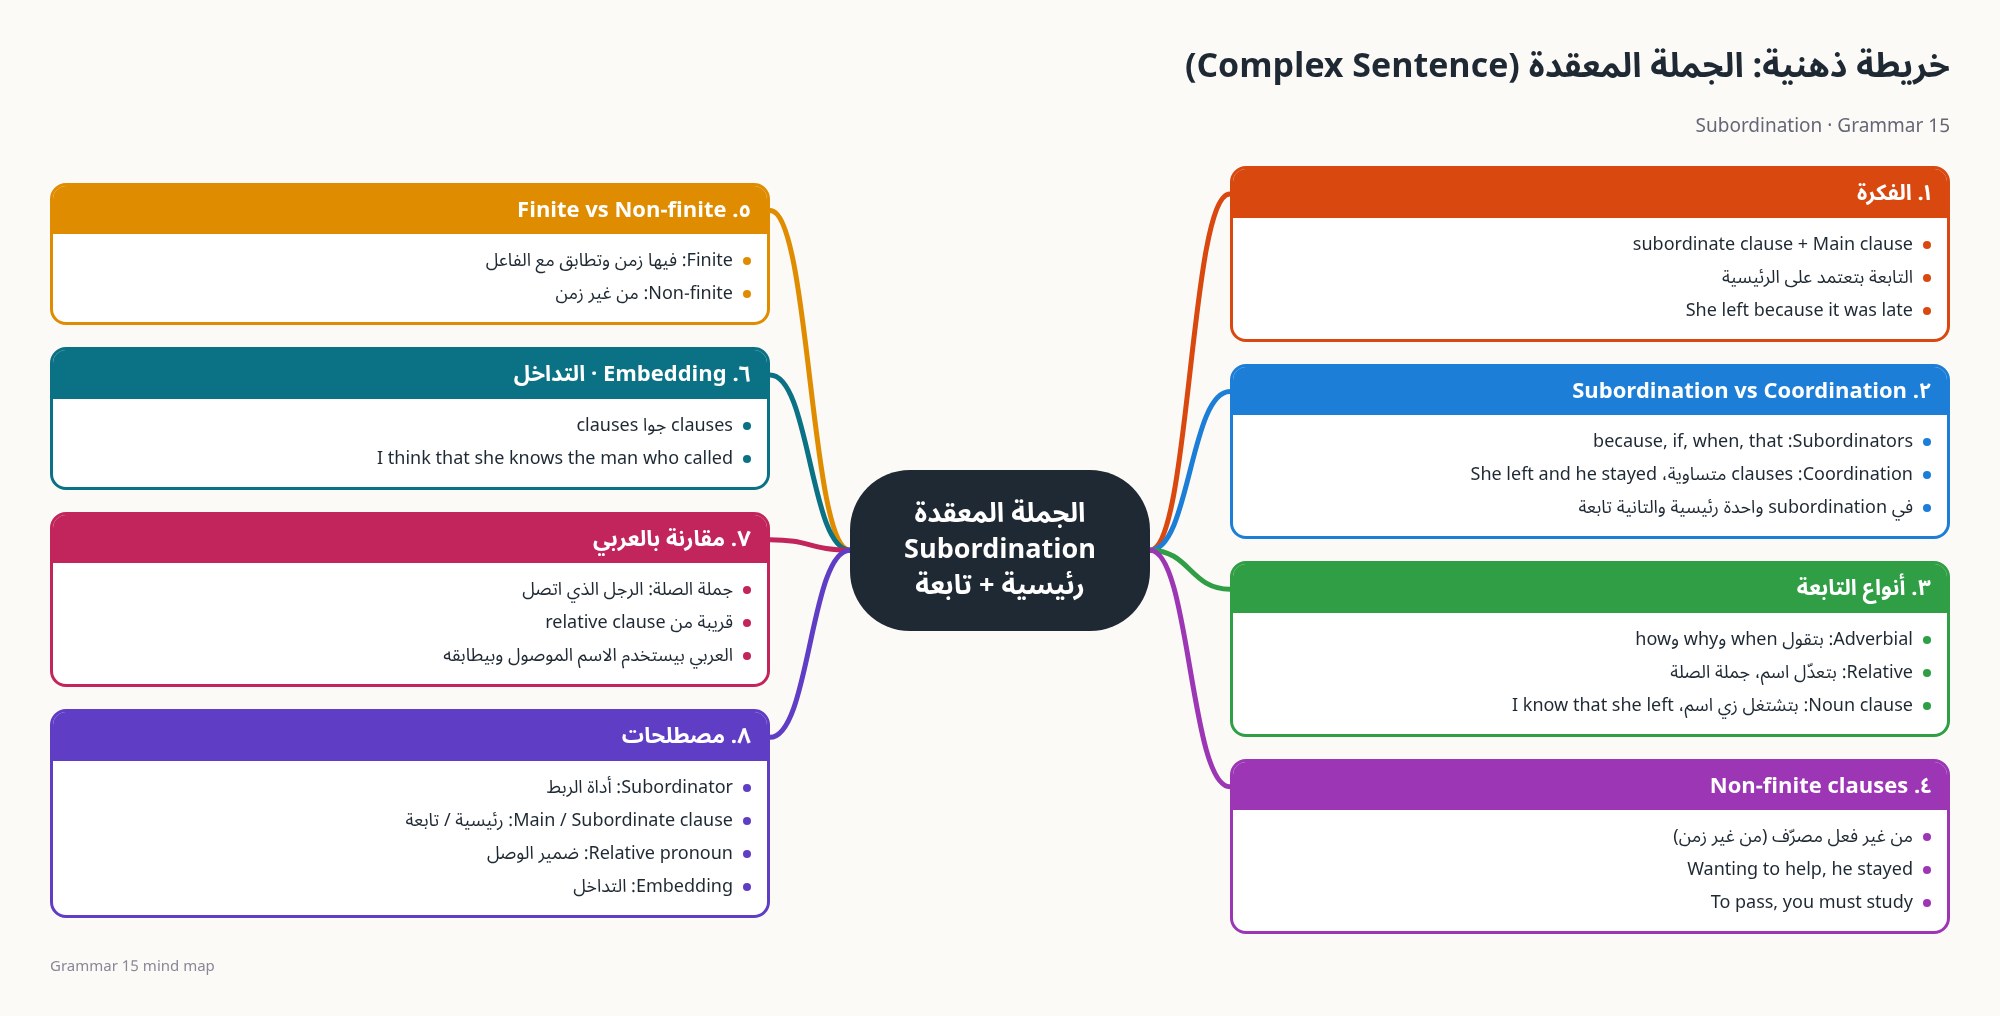 خريطة ذهنية: الجملة المعقدة (Complex Sentence)
Subordination · Grammar 15
١. الفكرة
subordinate clause + Main clause
التابعة بتعتمد على الرئيسية
She left because it was late
٢. Subordination vs Coordination
Subordinators: because, if, when, that
Coordination: clauses متساوية، She left and he stayed
في subordination واحدة رئيسية والتانية تابعة
٣. أنواع التابعة
Adverbial: بتقول when وwhy وhow
Relative: بتعدّل اسم، جملة الصلة
Noun clause: بتشتغل زي اسم، I know that she left
٤. Non-finite clauses
من غير فعل مصرّف (من غير زمن)
Wanting to help, he stayed
To pass, you must study
الجملة المعقدة
Subordination
رئيسية + تابعة
٥. Finite vs Non-finite
Finite: فيها زمن وتطابق مع الفاعل
Non-finite: من غير زمن
٦. Embedding · التداخل
clauses جوا clauses
I think that she knows the man who called
٧. مقارنة بالعربي
جملة الصلة: الرجل الذي اتصل
قريبة من relative clause
العربي بيستخدم الاسم الموصول وبيطابقه
٨. مصطلحات
Subordinator: أداة الربط
Main / Subordinate clause: رئيسية / تابعة
Relative pronoun: ضمير الوصل
Embedding: التداخل
Grammar 15 mind map